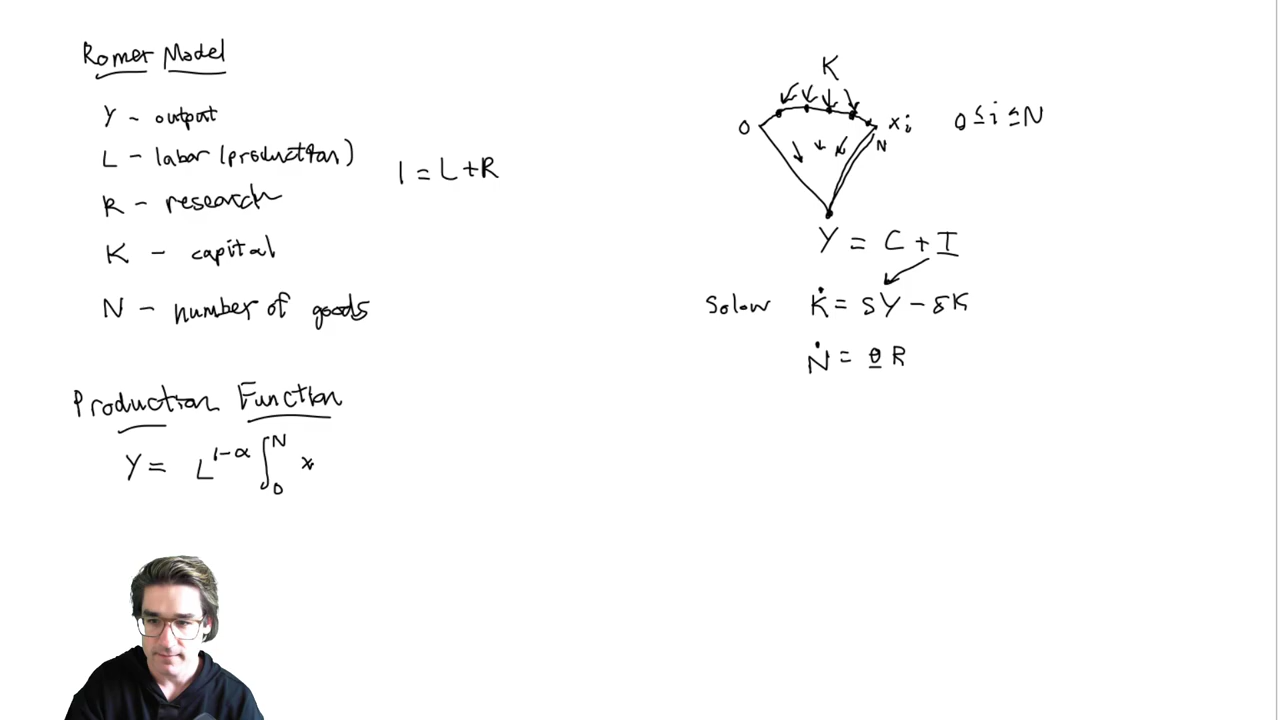 Romer Model
Y - output
L - labor (production)
1 = L + R
R - research
K - capital
N - number of goods
Production Function
Y = L^{1-α} ∫_0^N x
K
0
x_i
N
0 ≤ i ≤ N
Y = C + I
Solow K̇ = sY - δK
Ṅ = θ R